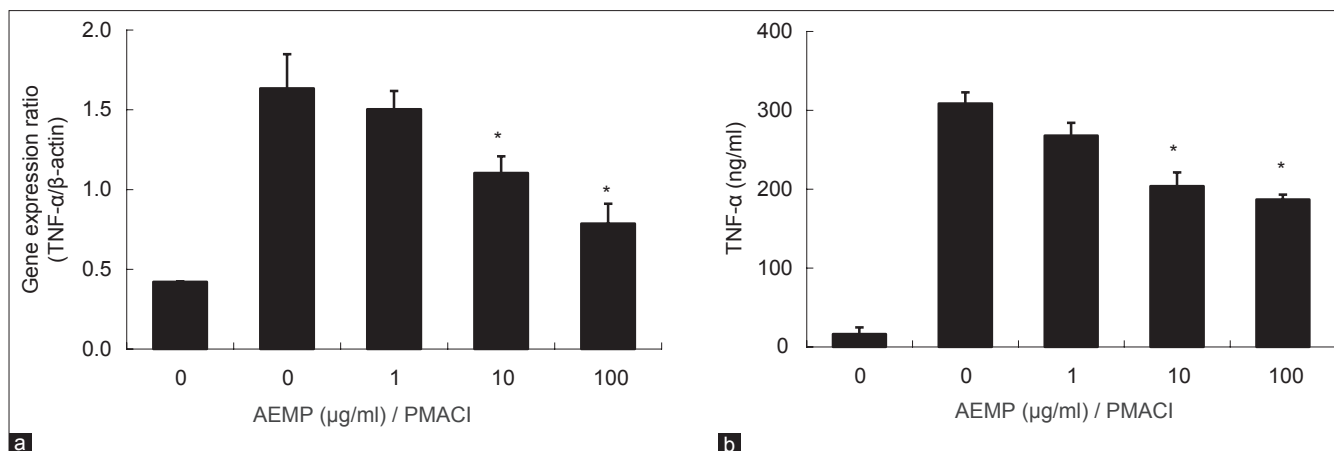 2.0
1.5
1.0
0.5
0.0
Gene expression ratio
(TNF-α/β-actin)
*
*
0 0 1 10 100
AEMP (µg/ml) / PMACI
a
400
300
200
100
0
TNF-α (ng/ml)
*
*
0 0 1 10 100
AEMP (µg/ml) / PMACI
b